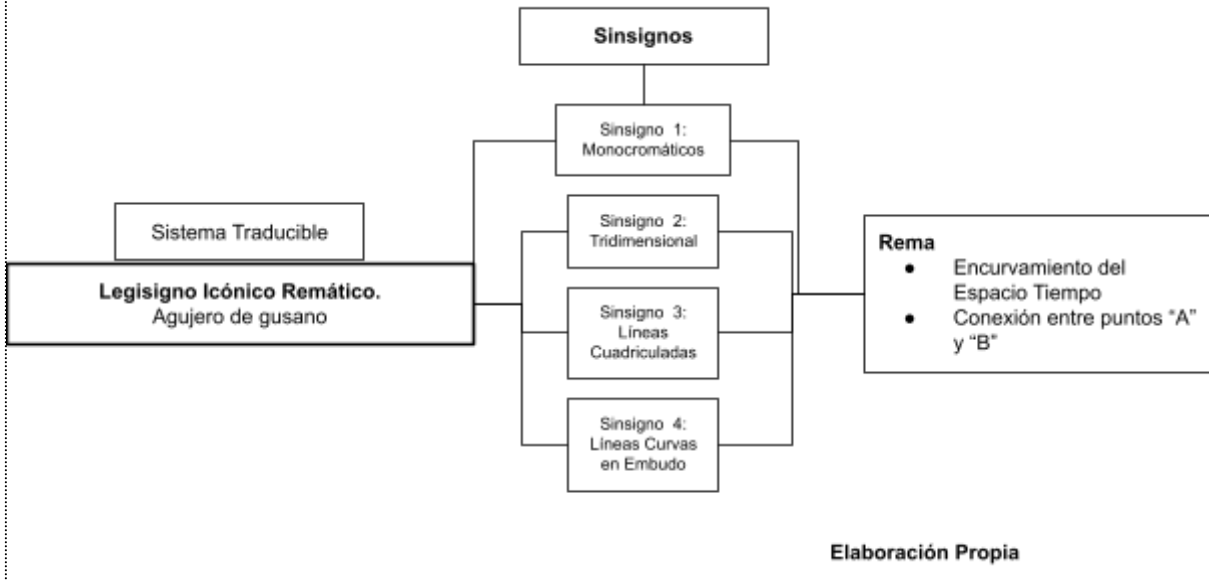 Sinsignos
Sinsigno 1:
Monocromáticos
Sistema Traducible
Legisigno Icónico Remático.
Agujero de gusano
Sinsigno 2:
Tridimensional
Sinsigno 3:
Líneas
Cuadriculadas
Sinsigno 4:
Líneas Curvas
en Embudo
Rema
● Encurvamiento del
Espacio Tiempo
● Conexión entre puntos “A”
y “B”
Elaboración Propia